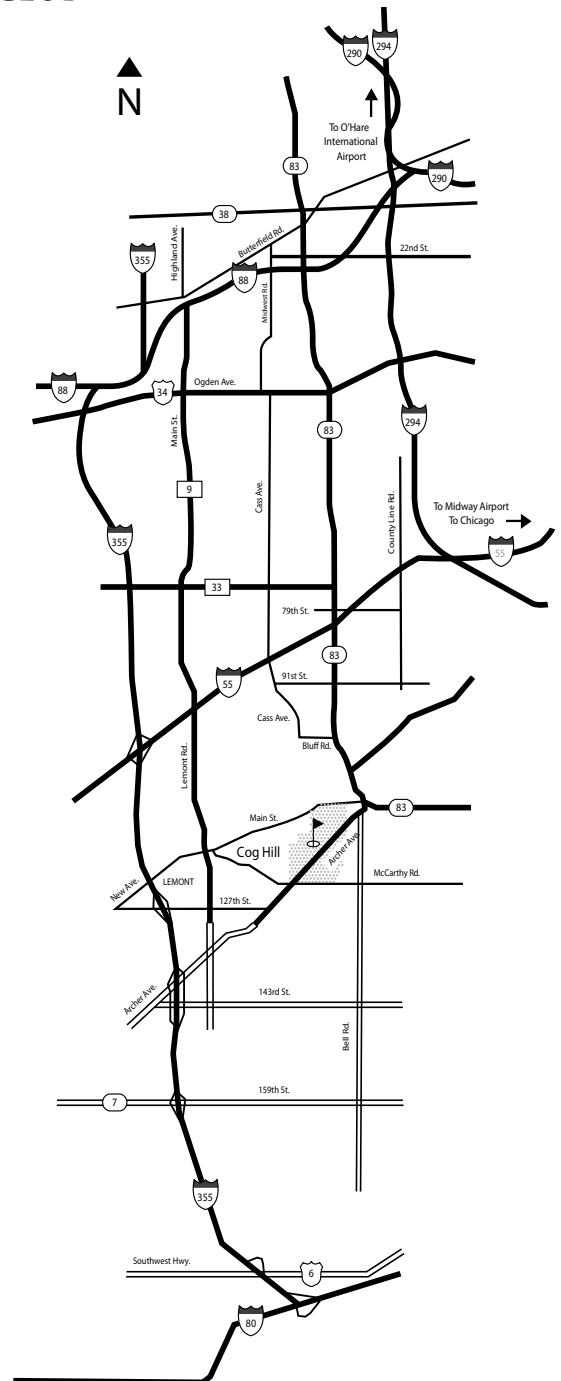 294
290
N
To O'Hare
International
Airport
83
290
38
Highland Ave.
Butterfield Rd.
22nd St.
355
88
Midwest Rd.
88
34
Ogden Ave.
Main St.
83
294
9
Cass Ave.
County Line Rd.
To Midway Airport
To Chicago
355
55
33
79th St.
83
91st St.
55
Cass Ave.
Bluff Rd.
Lemont Rd.
83
Main St.
Cog Hill
Archer Ave.
McCarthy Rd.
New Ave.
LEMONT
127th St.
Archer Ave.
143rd St.
Bell Rd.
159th St.
7
355
Southwest Hwy.
6
80